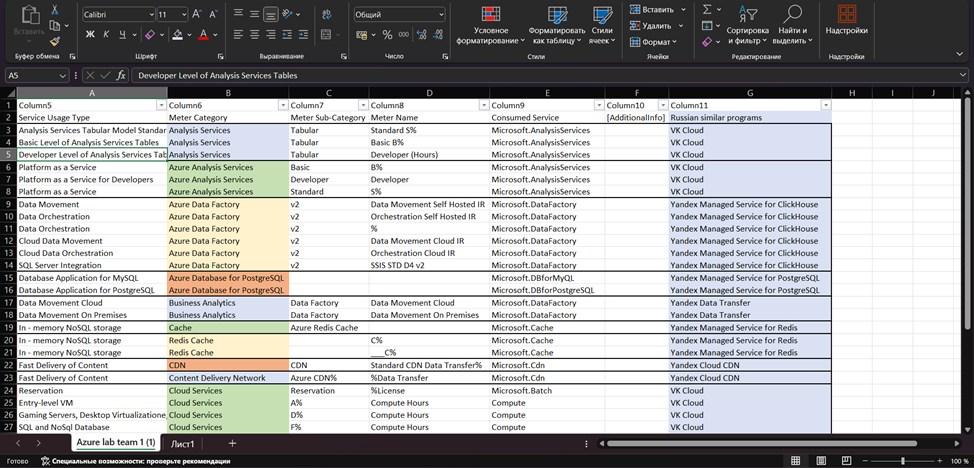 Вставить
Буфер обмена
Calibri 11
Ж К Ч
Шрифт
Выравнивание
Общий
% 000
Число
Условное форматирование
Форматировать как таблицу
Стили ячеек
Стили
Вставить
Удалить
Формат
Ячейки
Сортировка и фильтр
Найти и выделить
Редактирование
Надстройки
Надстройки
A5 fx Developer Level of Analysis Services Tables
A B C D E F G H I J
1 Column5 Column6 Column7 Column8 Column9 Column10 Column11
2 Service Usage Type Meter Category Meter Sub-Category Meter Name Consumed Service [AdditionalInfo] Russian similar programs
3 Analysis Services Tabular Model Standar Analysis Services Tabular Standard S% Microsoft.AnalysisServices VK Cloud
4 Basic Level of Analysis Services Tables Analysis Services Tabular Basic B% Microsoft.AnalysisServices VK Cloud
5 Developer Level of Analysis Services Tab Analysis Services Tabular Developer (Hours) Microsoft.AnalysisServices VK Cloud
6 Platform as a Service Azure Analysis Services Basic B% Microsoft.AnalysisServices VK Cloud
7 Platform as a Service for Developers Azure Analysis Services Developer Developer Microsoft.AnalysisServices VK Cloud
8 Platform as a Service Azure Analysis Services Standard S% Microsoft.AnalysisServices VK Cloud
9 Data Movement Azure Data Factory v2 Data Movement Self Hosted IR Microsoft.DataFactory Yandex Managed Service for ClickHouse
10 Data Orchestration Azure Data Factory v2 Orchestration Self Hosted IR Microsoft.DataFactory Yandex Managed Service for ClickHouse
11 Data Orchestration Azure Data Factory v2 % Microsoft.DataFactory Yandex Managed Service for ClickHouse
12 Cloud Data Movement Azure Data Factory v2 Data Movement Cloud IR Microsoft.DataFactory Yandex Managed Service for ClickHouse
13 Cloud Data Orchestration Azure Data Factory v2 Orchestration Cloud IR Microsoft.DataFactory Yandex Managed Service for ClickHouse
14 SQL Server Integration Azure Data Factory v2 SSIS STD D4 v2 Microsoft.DataFactory Yandex Managed Service for ClickHouse
15 Database Application for MySQL Azure Database for PostgreSQL Microsoft.DBforMyQL Yandex Managed Service for PostgreSQL
16 Database Application for PostgreSQL Azure Database for PostgreSQL Microsoft.DBforPostgreSQL Yandex Managed Service for PostgreSQL
17 Data Movement Cloud Business Analytics Data Factory Data Movement Cloud Microsoft.DataFactory Yandex Data Transfer
18 Data Movement On Premises Business Analytics Data Factory Data Movement On Premises Microsoft.DataFactory Yandex Data Transfer
19 In - memory NoSQL storage Cache Azure Redis Cache Microsoft.Cache Yandex Managed Service for Redis
20 In - memory NoSQL storage Redis Cache C% Microsoft.Cache Yandex Managed Service for Redis
21 In - memory NoSQL storage Redis Cache ___C% Microsoft.Cache Yandex Managed Service for Redis
22 Fast Delivery of Content CDN CDN Standard CDN Data Transfer% Microsoft.Cdn Yandex Cloud CDN
23 Fast Delivery of Content Content Delivery Network Azure CDN% %Data Transfer Microsoft.Cdn Yandex Cloud CDN
24 Reservation Cloud Services Reservation %License Microsoft.Batch VK Cloud
25 Entry-level VM Cloud Services A% Compute Hours Compute VK Cloud
26 Gaming Servers, Desktop Virtualizatione, Cloud Services D% Compute Hours Compute VK Cloud
27 SQL and NoSql Database Cloud Services F% Compute Hours Compute VK Cloud
Azure lab team 1 (1) Лист1 +
Готово Специальные возможности: проверьте рекомендации 100 %